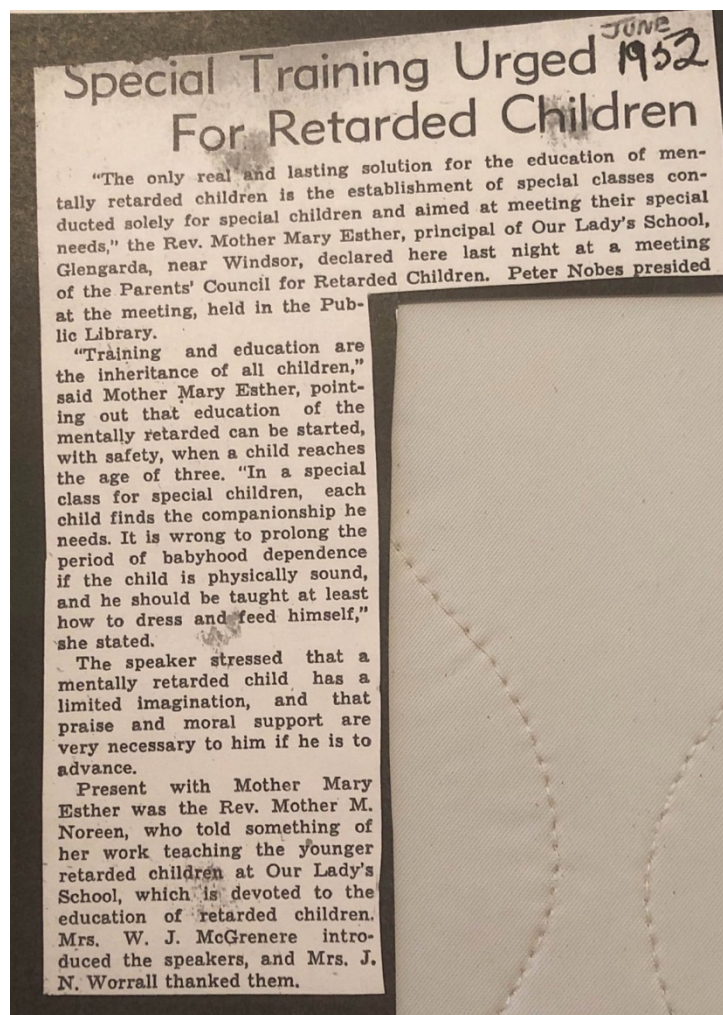 JUNE
1952
Special Training Urged
For Retarded Children
"The only real and lasting solution for the education of men-
tally retarded children is the establishment of special classes con-
ducted solely for special children and aimed at meeting their special
needs," the Rev. Mother Mary Esther, principal of Our Lady's School,
Glengarda, near Windsor, declared here last night at a meeting
of the Parents' Council for Retarded Children. Peter Nobes presided
at the meeting, held in the Pub-
lic Library.
"Training and education are
the inheritance of all children,"
said Mother Mary Esther, point-
ing out that education of the
mentally retarded can be started,
with safety, when a child reaches
the age of three. "In a special
class for special children, each
child finds the companionship he
needs. It is wrong to prolong the
period of babyhood dependence
if the child is physically sound,
and he should be taught at least
how to dress and feed himself,"
she stated.
The speaker stressed that a
mentally retarded child has a
limited imagination, and that
praise and moral support are
very necessary to him if he is to
advance.
Present with Mother Mary
Esther was the Rev. Mother M.
Noreen, who told something of
her work teaching the younger
retarded children at Our Lady's
School, which is devoted to the
education of retarded children.
Mrs. W. J. McGrenere intro-
duced the speakers, and Mrs. J.
N. Worrall thanked them.